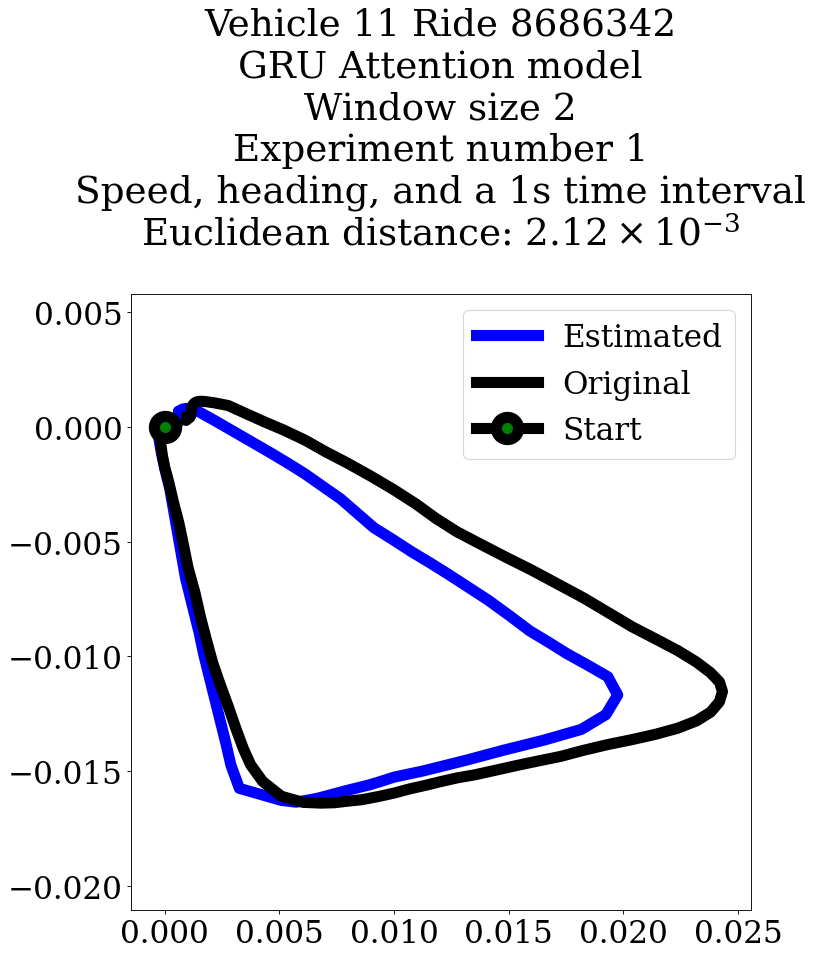 Vehicle 11 Ride 8686342
GRU Attention model
Window size 2
Experiment number 1
Speed, heading, and a 1s time interval
Euclidean distance: 2.12 × 10⁻³
0.005
0.000
−0.005
−0.010
−0.015
−0.020
Estimated
Original
Start
0.000 0.005 0.010 0.015 0.020 0.025